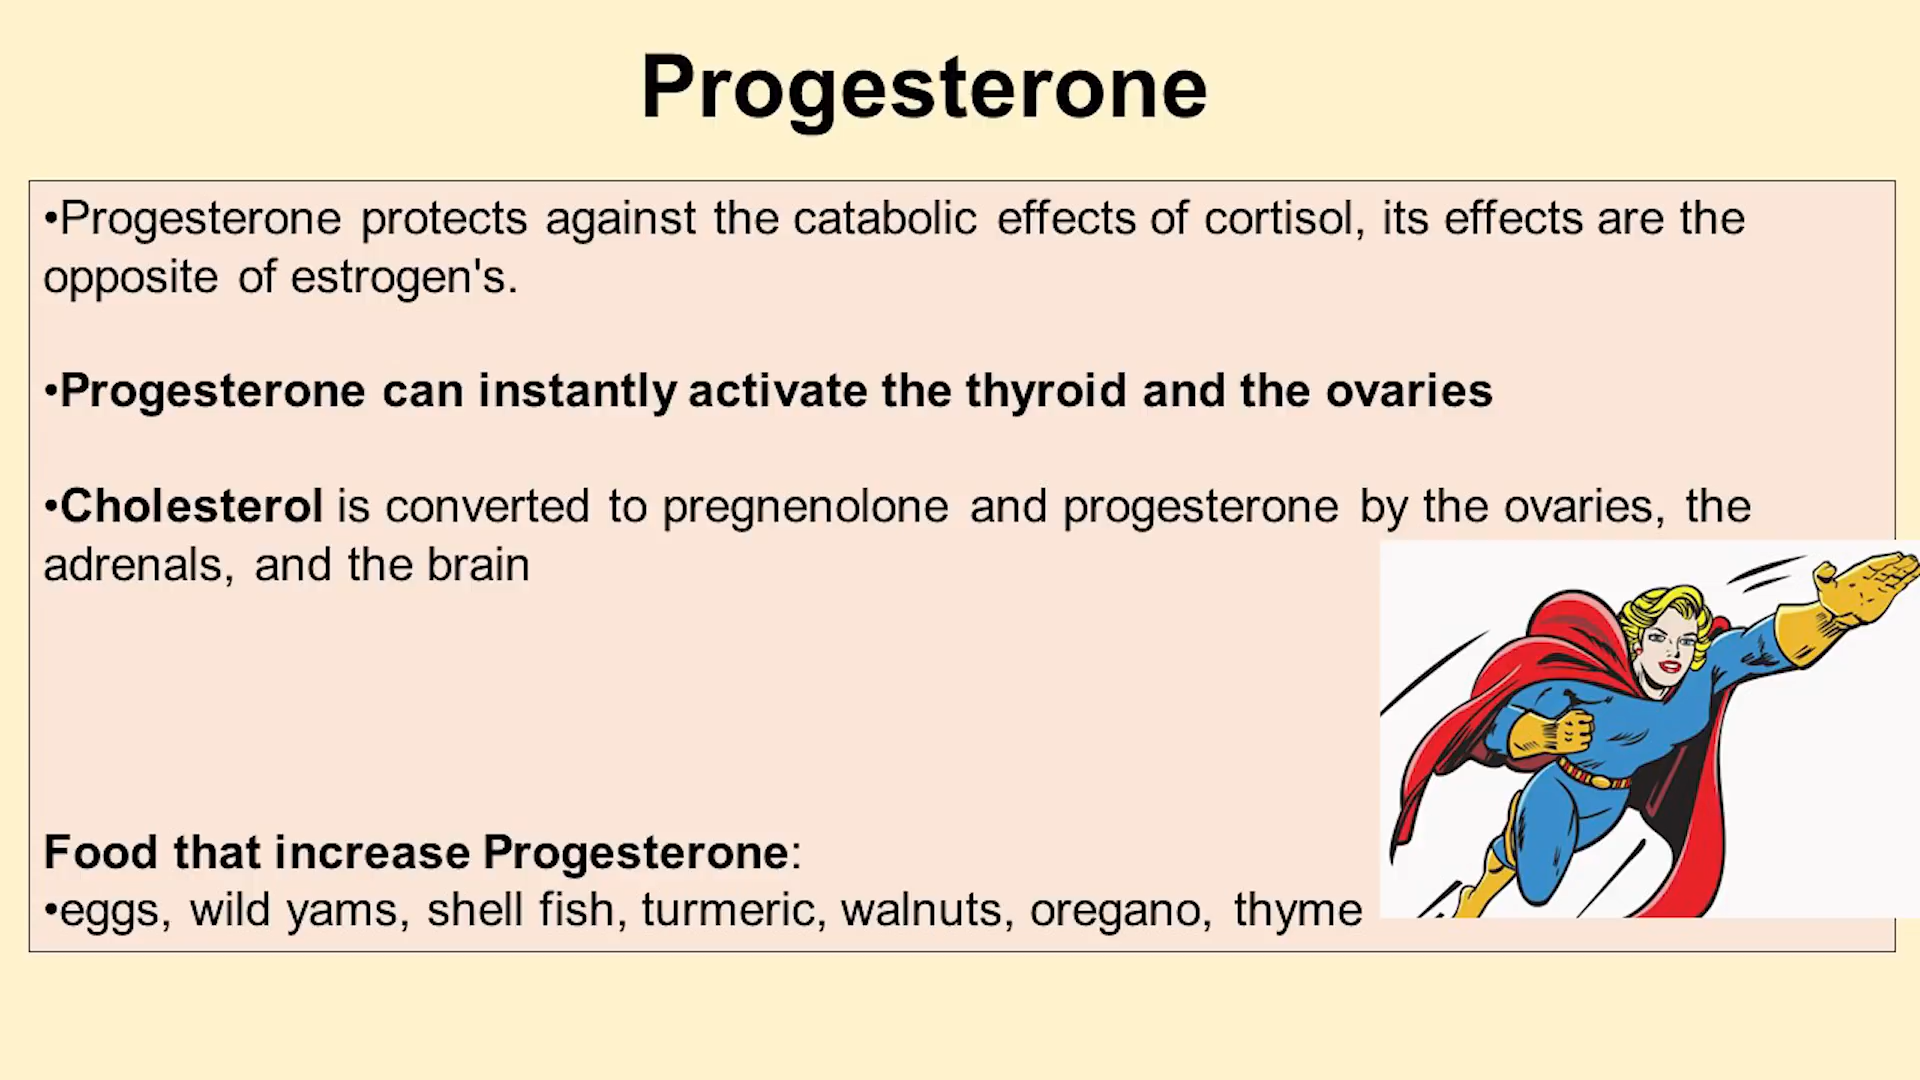 Progesterone
•Progesterone protects against the catabolic effects of cortisol, its effects are the
opposite of estrogen's.
•Progesterone can instantly activate the thyroid and the ovaries
•Cholesterol is converted to pregnenolone and progesterone by the ovaries, the
adrenals, and the brain
Food that increase Progesterone:
•eggs, wild yams, shell fish, turmeric, walnuts, oregano, thyme